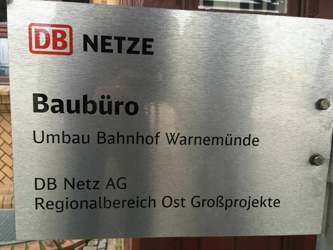 DB NETZE
Baubüro
Umbau Bahnhof Warnemünde
DB Netz AG
Regionalbereich Ost Großprojekte